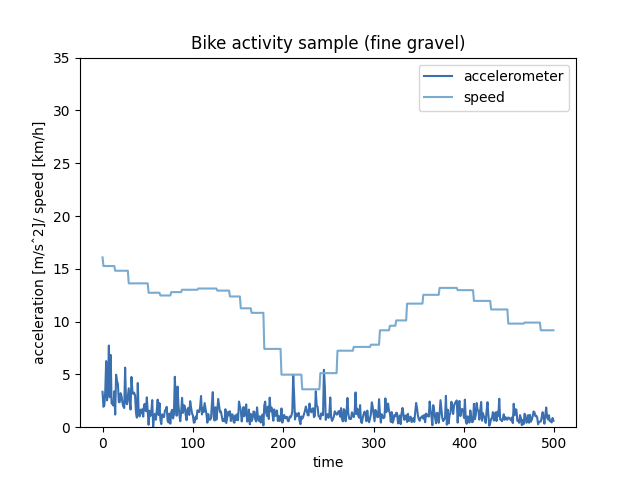 Bike activity sample (fine gravel)
accelerometer
speed
acceleration [m/sˆ2]/ speed [km/h]
35
30
25
20
15
10
5
0
0 100 200 300 400 500
time